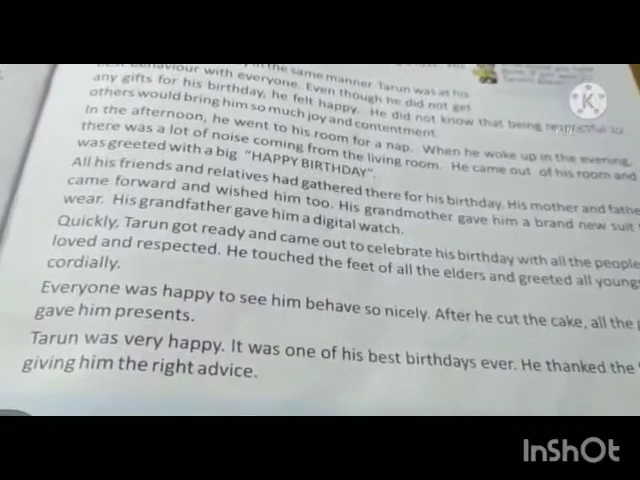 in the same manner. Tarun was at his
behaviour with everyone. Even though he did not get
any gifts for his birthday, he felt happy. He did not know that being respectful to
others would bring him so much joy and contentment.
In the afternoon, he went to his room for a nap. When he woke up in the evening,
there was a lot of noise coming from the living room. He came out of his room and
was greeted with a big "HAPPY BIRTHDAY".
All his friends and relatives had gathered there for his birthday. His mother and fathe
came forward and wished him too. His grandmother gave him a brand new suit
wear. His grandfather gave him a digital watch.
Quickly, Tarun got ready and came out to celebrate his birthday with all the people
loved and respected. He touched the feet of all the elders and greeted all young
cordially.
Everyone was happy to see him behave so nicely. After he cut the cake, all the
gave him presents.
Tarun was very happy. It was one of his best birthdays ever. He thanked the
giving him the right advice.
K
InShOt